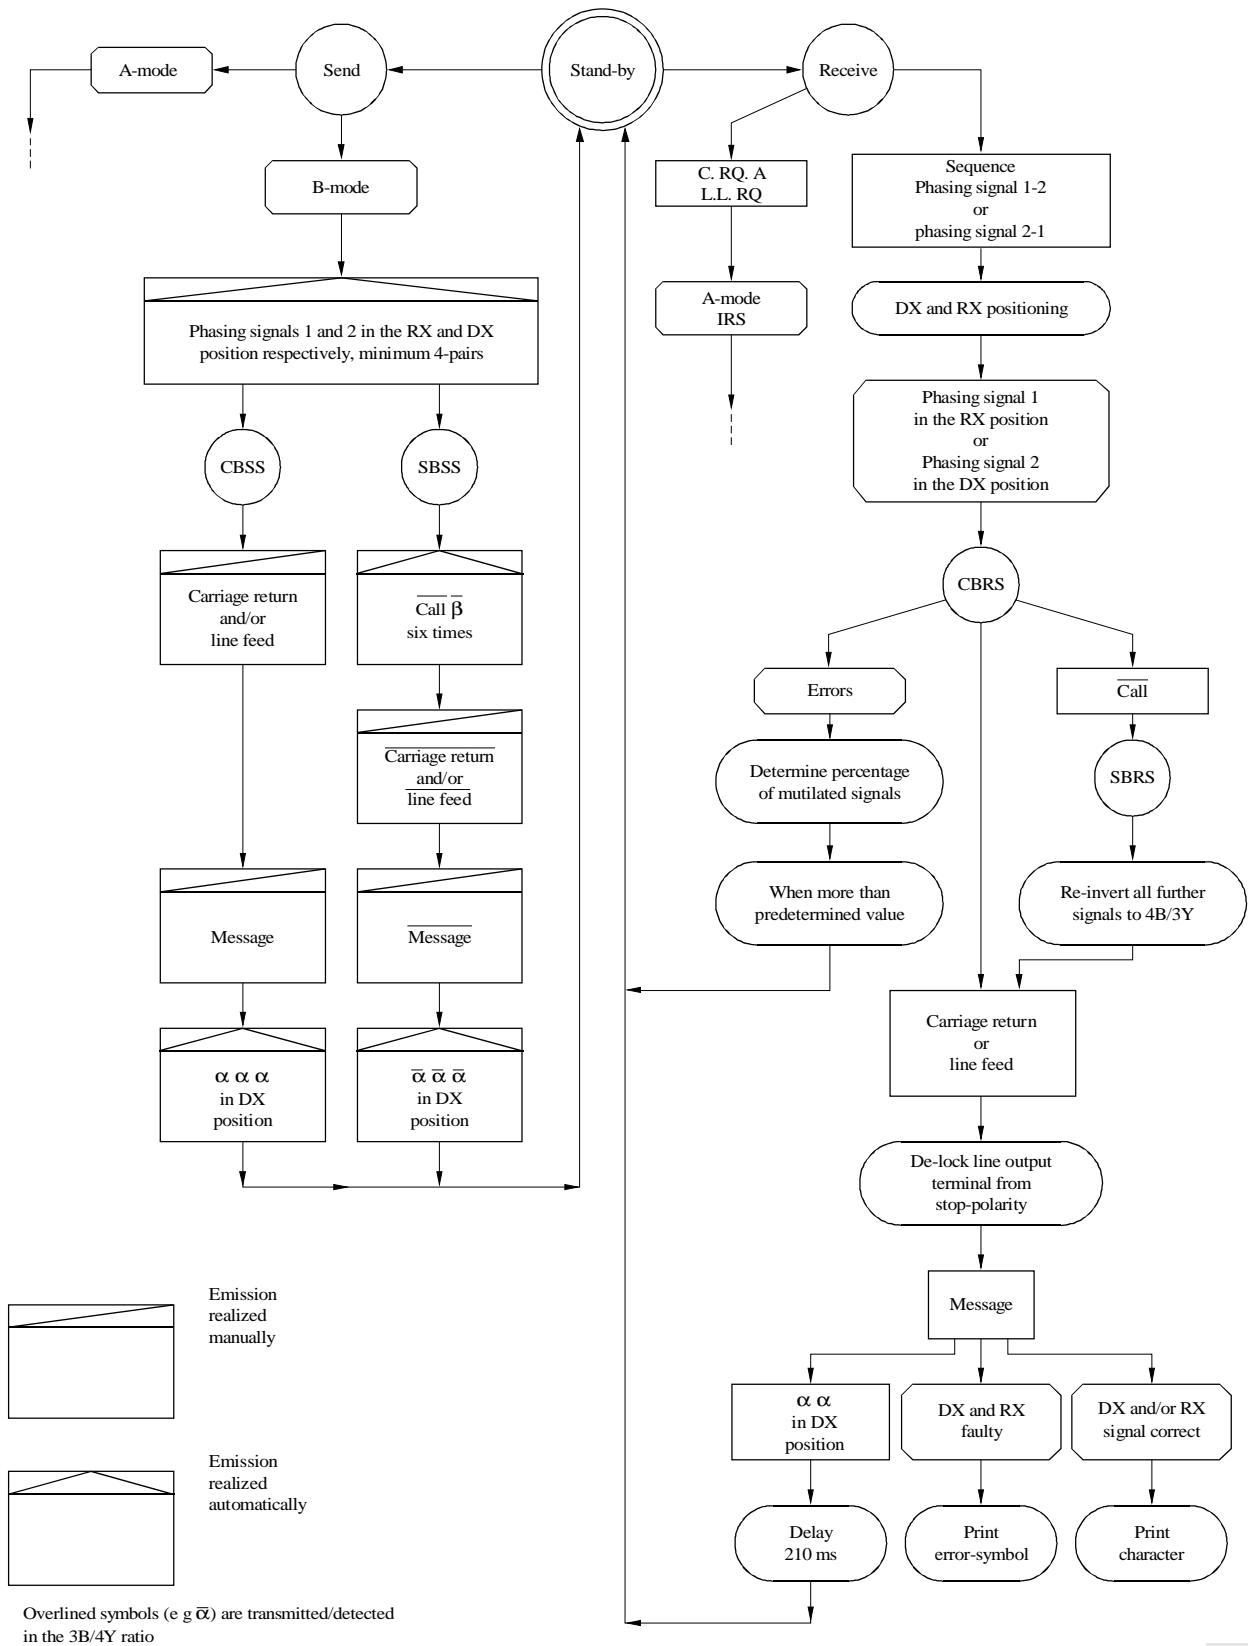 A-mode
Send
Stand-by
Receive
B-mode
C. RQ. A
L.L. RQ
Sequence
Phasing signal 1-2
or
phasing signal 2-1
A-mode
IRS
DX and RX positioning
Phasing signals 1 and 2 in the RX and DX
position respectively, minimum 4-pairs
Phasing signal 1
in the RX position
or
Phasing signal 2
in the DX position
CBSS
SBSS
CBRS
Carriage return
and/or
line feed
C̅a̅l̅l̅ β̅
six times
Errors
C̅a̅l̅l̅
C̅a̅r̅r̅i̅a̅g̅e̅ ̅r̅e̅t̅u̅r̅n̅
and/or
l̅i̅n̅e̅ ̅f̅e̅e̅d̅
Determine percentage
of mutilated signals
SBRS
When more than
predetermined value
Re-invert all further
signals to 4B/3Y
Message
M̅e̅s̅s̅a̅g̅e̅
Carriage return
or
line feed
α α α
in DX
position
α̅ α̅ α̅
in DX
position
De-lock line output
terminal from
stop-polarity
Message
Emission
realized
manually
α α
in DX
position
DX and RX
faulty
DX and/or RX
signal correct
Emission
realized
automatically
Delay
210 ms
Print
error-symbol
Print
character
Overlined symbols (e g α̅) are transmitted/detected
in the 3B/4Y ratio